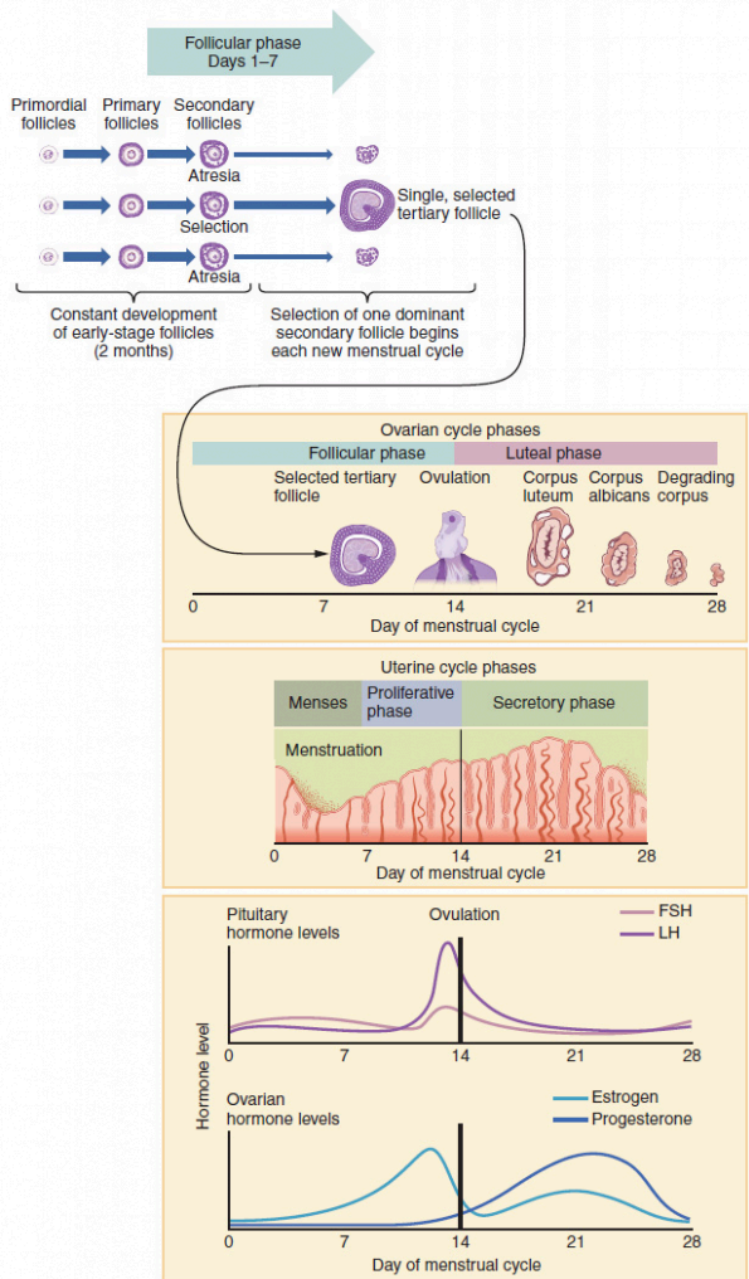 Follicular phase
Days 1–7
Primordial
follicles
Primary
follicles
Secondary
follicles
Atresia
Selection
Atresia
Single, selected
tertiary follicle
Constant development
of early-stage follicles
(2 months)
Selection of one dominant
secondary follicle begins
each new menstrual cycle
Ovarian cycle phases
Follicular phase
Luteal phase
Selected tertiary
follicle
Ovulation
Corpus
luteum
Corpus
albicans
Degrading
corpus
0 7 14 21 28
Day of menstrual cycle
Uterine cycle phases
Menses
Proliferative
phase
Secretory phase
Menstruation
0 7 14 21 28
Day of menstrual cycle
Pituitary
hormone levels
Ovulation
FSH
LH
0 7 14 21 28
Hormone level
Ovarian
hormone levels
Estrogen
Progesterone
0 7 14 21 28
Day of menstrual cycle